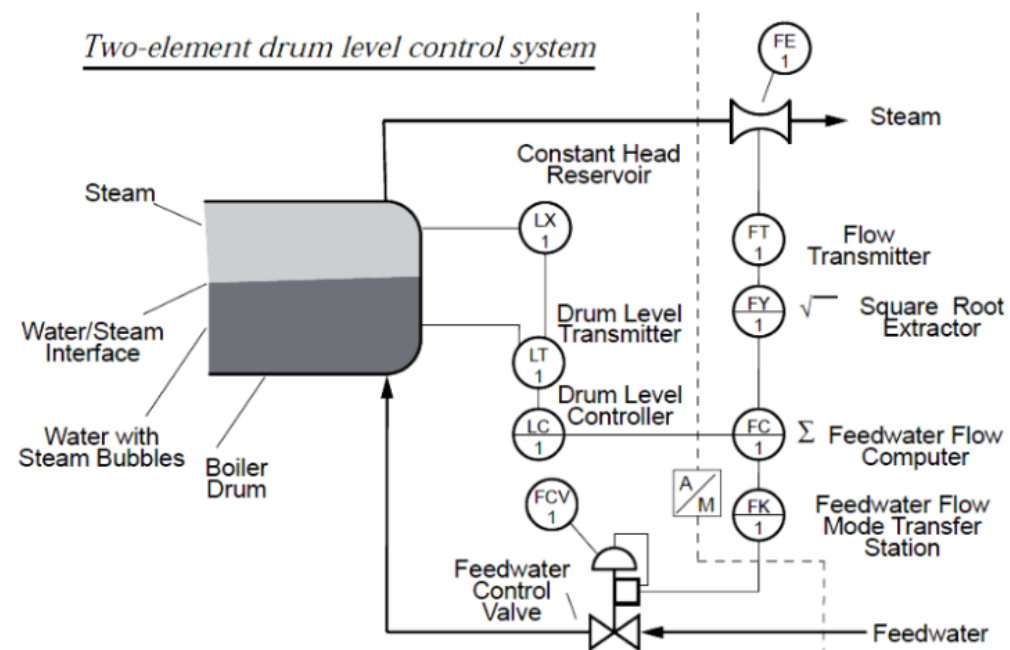 Two-element drum level control system
FE
1
Steam
Constant Head
Reservoir
Steam
LX
1
FT
1
Flow
Transmitter
FY
1
√ Square Root
Extractor
Water/Steam
Interface
Drum Level
Transmitter
LT
1
Drum Level
Controller
LC
1
FC
1
Σ Feedwater Flow
Computer
Water with
Steam Bubbles
Boiler
Drum
A/M
FCV
1
FK
1
Feedwater Flow
Mode Transfer
Station
Feedwater
Control
Valve
Feedwater